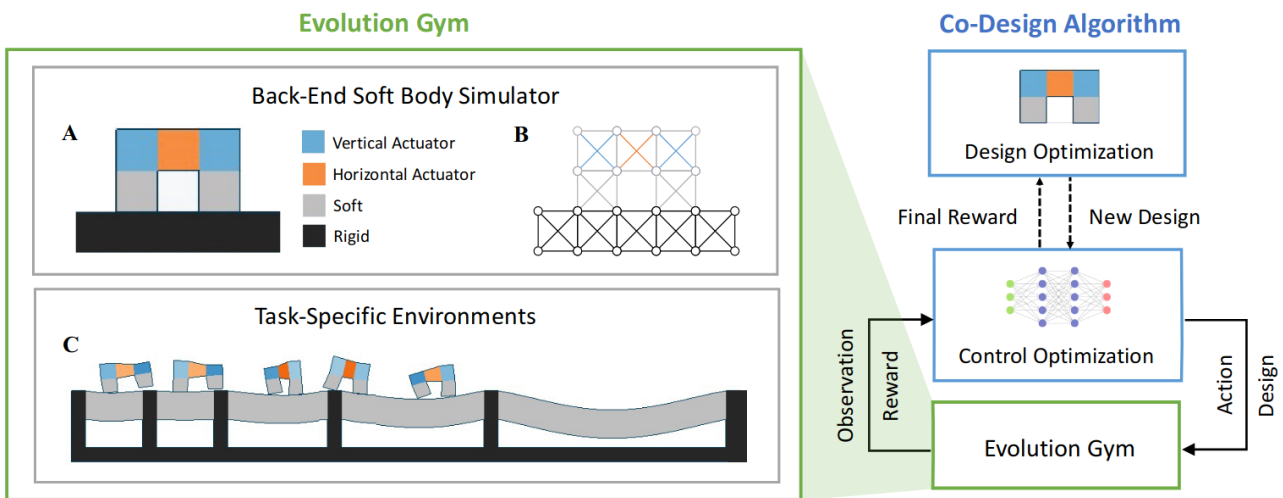 Evolution Gym
Back-End Soft Body Simulator
A
Vertical Actuator
Horizontal Actuator
Soft
Rigid
B
Task-Specific Environments
C
Co-Design Algorithm
Design Optimization
Final Reward
New Design
Control Optimization
Observation
Reward
Action
Design
Evolution Gym